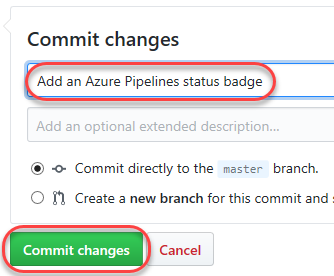 Commit changes
Add an Azure Pipelines status badge
Add an optional extended description...
Commit directly to the master branch.
Create a new branch for this commit and
Commit changes Cancel